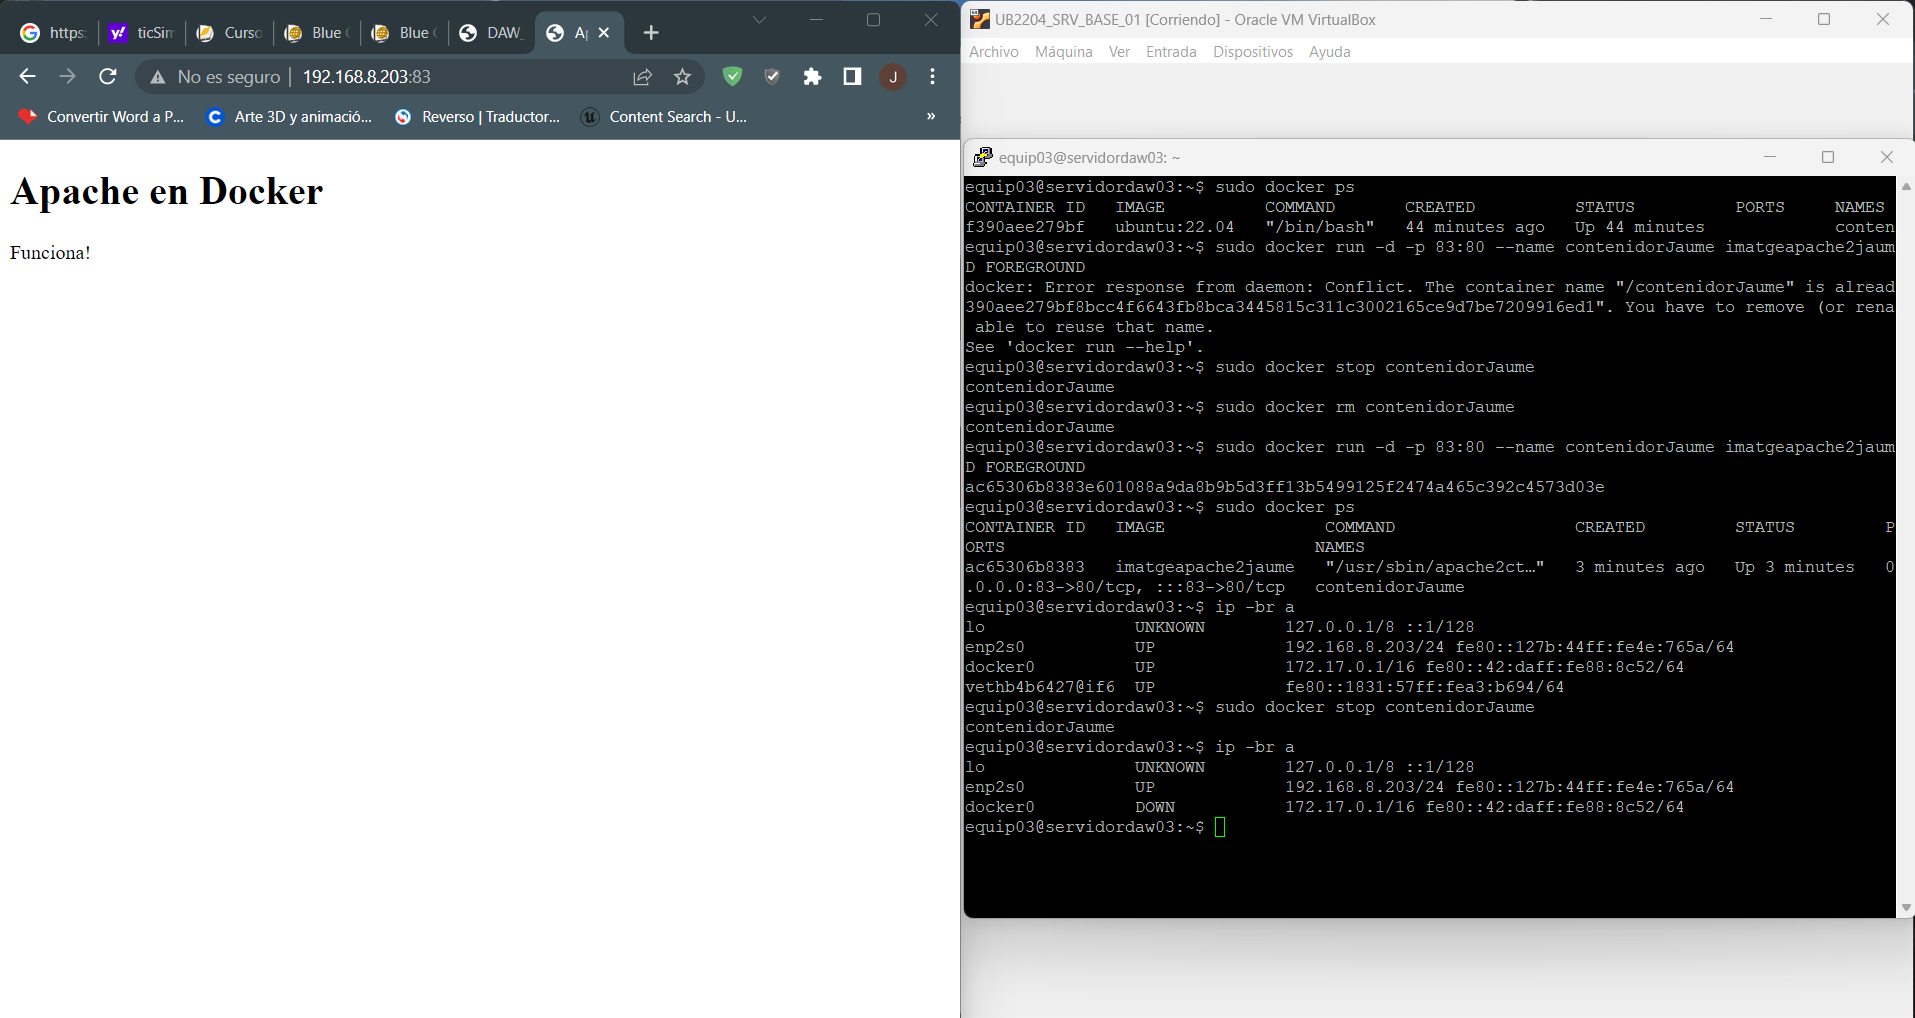 https:
ticSim
Curso
Blue
Blue
DAW_
Ap
No es seguro | 192.168.8.203:83
J
Convertir Word a P...
Arte 3D y animació...
Reverso | Traductor...
Content Search - U...
»
Apache en Docker
Funciona!
UB2204_SRV_BASE_01 [Corriendo] - Oracle VM VirtualBox
Archivo Máquina Ver Entrada Dispositivos Ayuda
equip03@servidordaw03: ~
equip03@servidordaw03:~$ sudo docker ps
CONTAINER ID IMAGE COMMAND CREATED STATUS PORTS NAMES
f390aee279bf ubuntu:22.04 "/bin/bash" 44 minutes ago Up 44 minutes conten
equip03@servidordaw03:~$ sudo docker run -d -p 83:80 --name contenidorJaume imatgeapache2jaum
D FOREGROUND
docker: Error response from daemon: Conflict. The container name "/contenidorJaume" is alread
390aee279bf8bcc4f6643fb8bca3445815c311c3002165ce9d7be7209916ed1". You have to remove (or rena
able to reuse that name.
See 'docker run --help'.
equip03@servidordaw03:~$ sudo docker stop contenidorJaume
contenidorJaume
equip03@servidordaw03:~$ sudo docker rm contenidorJaume
contenidorJaume
equip03@servidordaw03:~$ sudo docker run -d -p 83:80 --name contenidorJaume imatgeapache2jaum
D FOREGROUND
ac65306b8383e601088a9da8b9b5d3ff13b5499125f2474a465c392c4573d03e
equip03@servidordaw03:~$ sudo docker ps
CONTAINER ID IMAGE COMMAND CREATED STATUS P
ORTS NAMES
ac65306b8383 imatgeapache2jaume "/usr/sbin/apache2ct…" 3 minutes ago Up 3 minutes 0
.0.0.0:83->80/tcp, :::83->80/tcp contenidorJaume
equip03@servidordaw03:~$ ip -br a
lo UNKNOWN 127.0.0.1/8 ::1/128
enp2s0 UP 192.168.8.203/24 fe80::127b:44ff:fe4e:765a/64
docker0 UP 172.17.0.1/16 fe80::42:daff:fe88:8c52/64
vethb4b6427@if6 UP fe80::1831:57ff:fea3:b694/64
equip03@servidordaw03:~$ sudo docker stop contenidorJaume
contenidorJaume
equip03@servidordaw03:~$ ip -br a
lo UNKNOWN 127.0.0.1/8 ::1/128
enp2s0 UP 192.168.8.203/24 fe80::127b:44ff:fe4e:765a/64
docker0 DOWN 172.17.0.1/16 fe80::42:daff:fe88:8c52/64
equip03@servidordaw03:~$